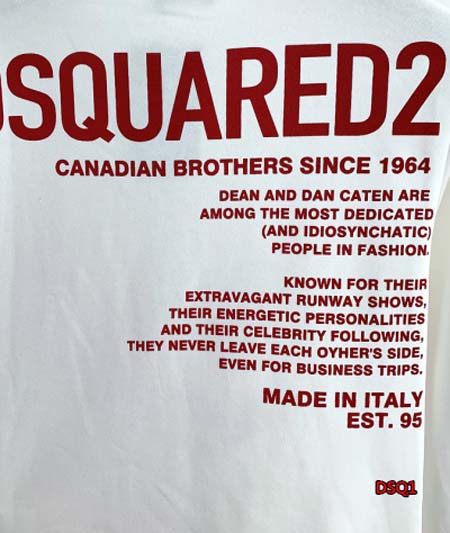 DSQUARED2
CANADIAN BROTHERS SINCE 1964
DEAN AND DAN CATEN ARE
AMONG THE MOST DEDICATED
(AND IDIOSYNCHATIC)
PEOPLE IN FASHION.
KNOWN FOR THEIR
EXTRAVAGANT RUNWAY SHOWS,
THEIR ENERGETIC PERSONALITIES
AND THEIR CELEBRITY FOLLOWING,
THEY NEVER LEAVE EACH OYHER'S SIDE,
EVEN FOR BUSINESS TRIPS.
MADE IN ITALY
EST. 95
DSQ1